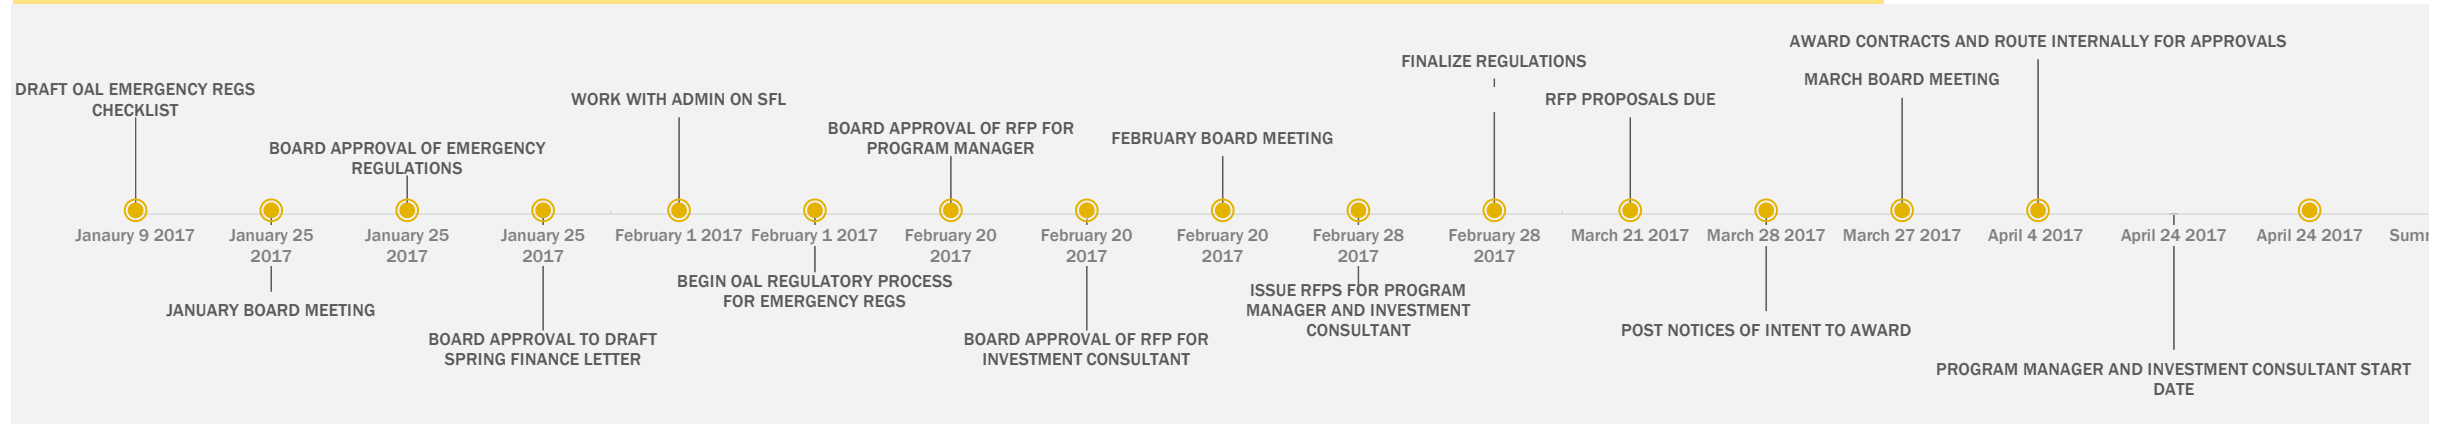 AWARD CONTRACTS AND ROUTE INTERNALLY FOR APPROVALS
FINALIZE REGULATIONS
MARCH BOARD MEETING
DRAFT OAL EMERGENCY REGS
CHECKLIST
WORK WITH ADMIN ON SFL
RFP PROPOSALS DUE
BOARD APPROVAL OF RFP FOR
PROGRAM MANAGER
FEBRUARY BOARD MEETING
BOARD APPROVAL OF EMERGENCY
REGULATIONS
Janaury 9 2017
January 25
2017
January 25
2017
January 25
2017
February 1 2017
February 1 2017
February 20
2017
February 20
2017
February 20
2017
February 28
2017
February 28
2017
March 21 2017
March 28 2017
March 27 2017
April 4 2017
April 24 2017
April 24 2017
JANUARY BOARD MEETING
BOARD APPROVAL TO DRAFT
SPRING FINANCE LETTER
BEGIN OAL REGULATORY PROCESS
FOR EMERGENCY REGS
BOARD APPROVAL OF RFP FOR
INVESTMENT CONSULTANT
ISSUE RFPS FOR PROGRAM
MANAGER AND INVESTMENT
CONSULTANT
POST NOTICES OF INTENT TO AWARD
PROGRAM MANAGER AND INVESTMENT CONSULTANT START
DATE